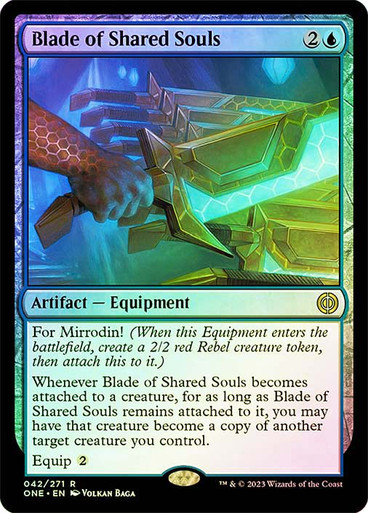 Blade of Shared Souls 2
Artifact — Equipment
For Mirrodin! (When this Equipment enters the
battlefield, create a 2/2 red Rebel creature token,
then attach this to it.)
Whenever Blade of Shared Souls becomes
attached to a creature, for as long as Blade of
Shared Souls remains attached to it, you may
have that creature become a copy of another
target creature you control.
Equip 2
042/271 R
ONE • EN Volkan Baga
™ & © 2023 Wizards of the Coast